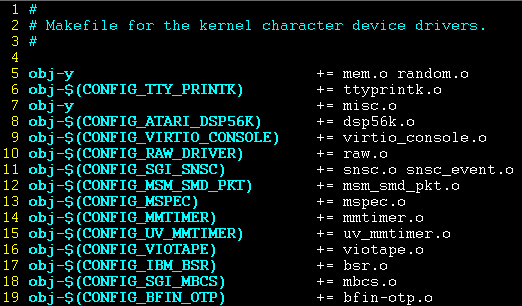 1 #
2 # Makefile for the kernel character device drivers.
3 #
4
5 obj-y += mem.o random.o
6 obj-$(CONFIG_TTY_PRINTK) += ttyprintk.o
7 obj-y += misc.o
8 obj-$(CONFIG_ATARI_DSP56K) += dsp56k.o
9 obj-$(CONFIG_VIRTIO_CONSOLE) += virtio_console.o
10 obj-$(CONFIG_RAW_DRIVER) += raw.o
11 obj-$(CONFIG_SGI_SNSC) += snsc.o snsc_event.o
12 obj-$(CONFIG_MSM_SMD_PKT) += msm_smd_pkt.o
13 obj-$(CONFIG_MSPEC) += mspec.o
14 obj-$(CONFIG_MMTIMER) += mmtimer.o
15 obj-$(CONFIG_UV_MMTIMER) += uv_mmtimer.o
16 obj-$(CONFIG_VIOTAPE) += viotape.o
17 obj-$(CONFIG_IBM_BSR) += bsr.o
18 obj-$(CONFIG_SGI_MBCS) += mbcs.o
19 obj-$(CONFIG_BFIN_OTP) += bfin-otp.o